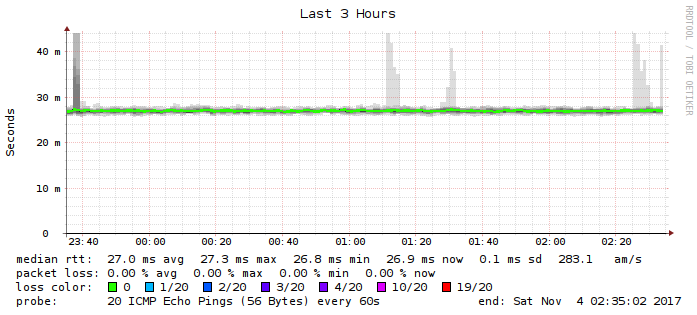 Last 3 Hours
RRDTOOL / TOBI OETIKER
Seconds
40 m
30 m
20 m
10 m
0
23:40 00:00 00:20 00:40 01:00 01:20 01:40 02:00 02:20
median rtt: 27.0 ms avg 27.3 ms max 26.8 ms min 26.9 ms now 0.1 ms sd 283.1 am/s
packet loss: 0.00 % avg 0.00 % max 0.00 % min 0.00 % now
loss color: 0 1/20 2/20 3/20 4/20 10/20 19/20
probe: 20 ICMP Echo Pings (56 Bytes) every 60s end: Sat Nov 4 02:35:02 2017